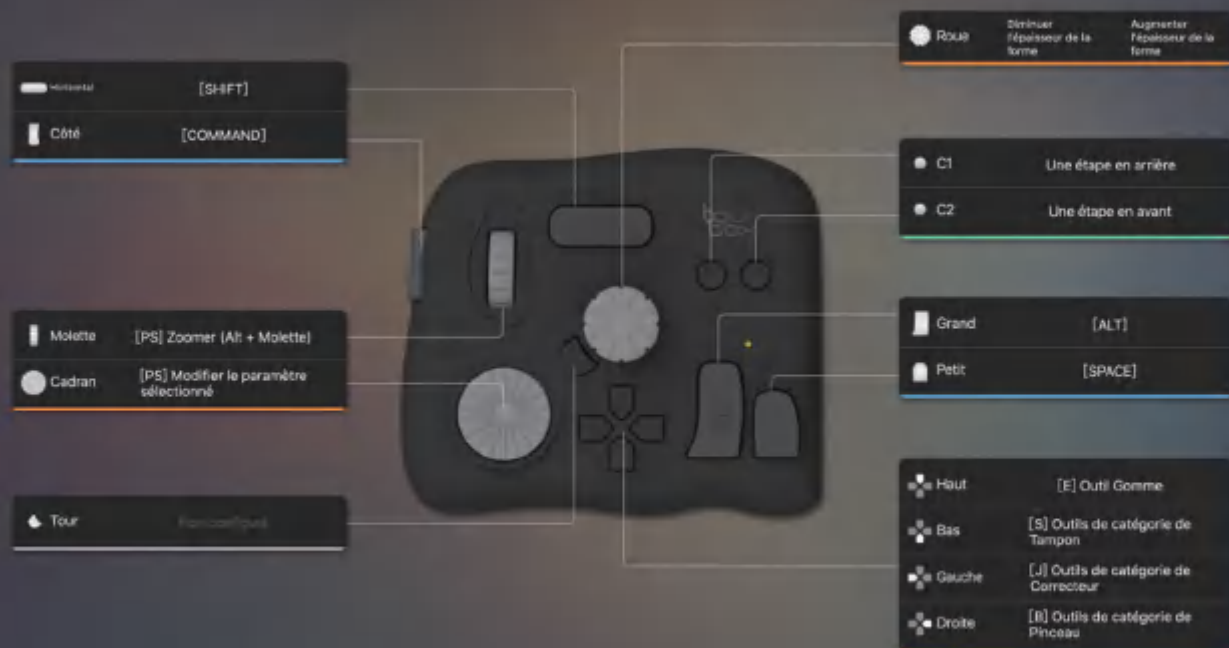 Horizontal
[SHIFT]
Côté
[COMMAND]
Molette
[PS] Zoomer (Alt + Molette)
Cadran
[PS] Modifier le paramètre
sélectionné
Tour
Roue
Diminuer
l'épaisseur de la
forme
Augmenter
l'épaisseur de la
forme
C1
Une étape en arrière
C2
Une étape en avant
Grand
[ALT]
Petit
[SPACE]
Haut
[E] Outil Gomme
Bas
[S] Outils de catégorie de
Tampon
Gauche
[J] Outils de catégorie de
Correcteur
Droite
[B] Outils de catégorie de
Pinceau